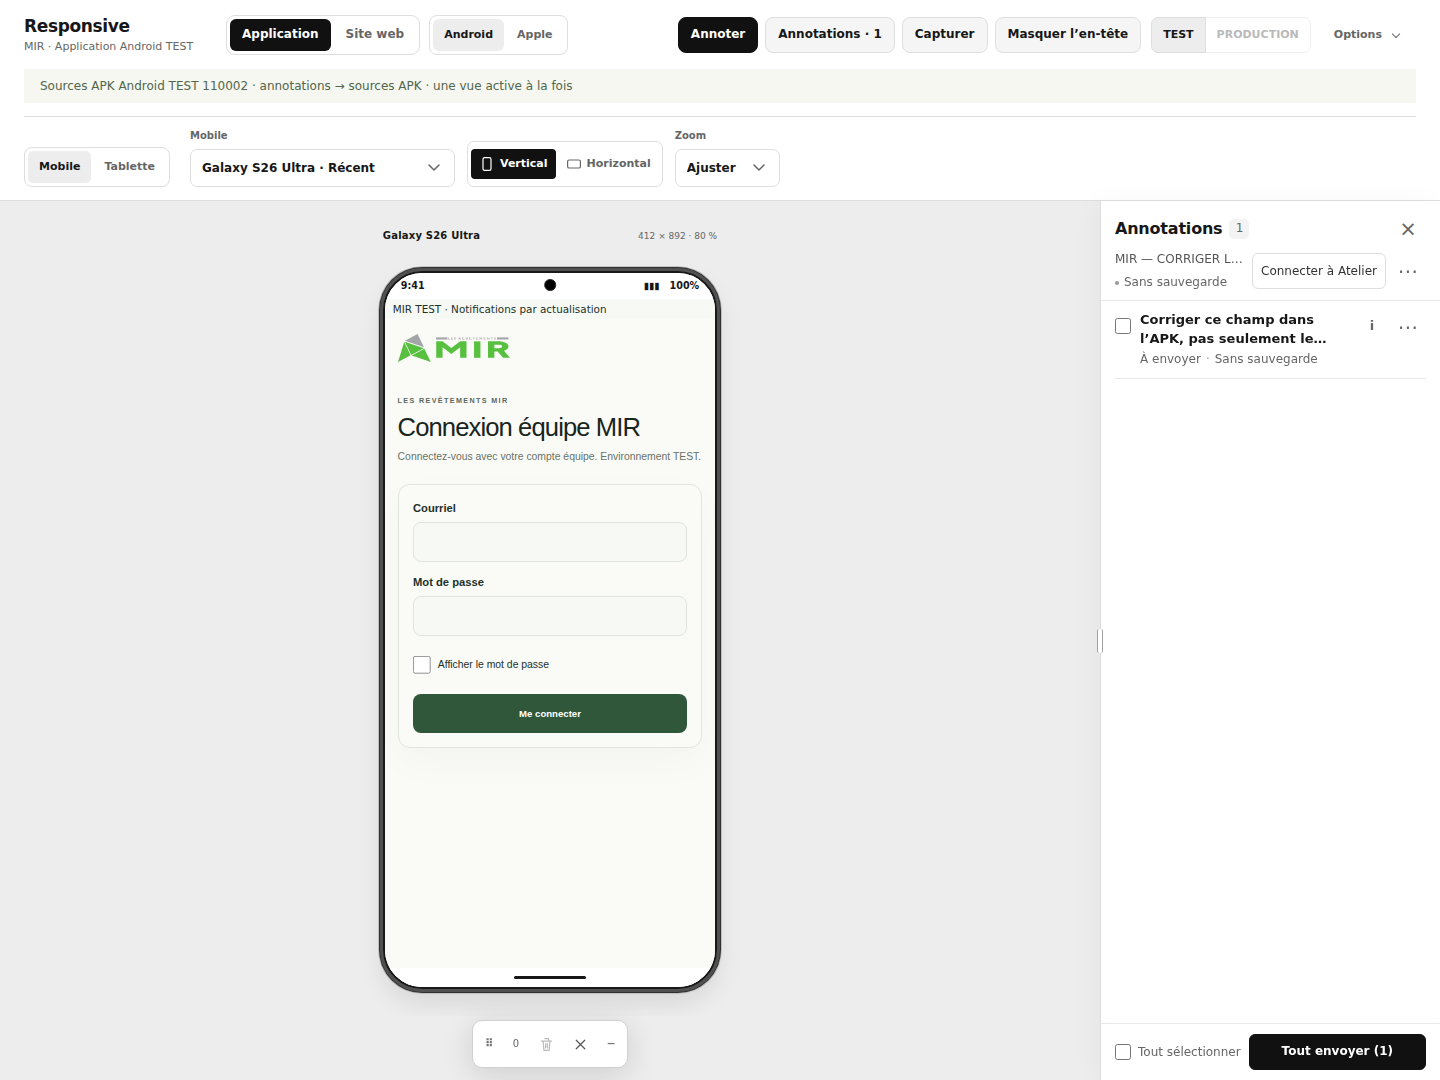 Responsive
MIR · Application Android TEST
Application
Site web
Android
Apple
Annoter
Annotations · 1
Capturer
Masquer l’en-tête
TEST
PRODUCTION
Options
Sources APK Android TEST 110002 · annotations → sources APK · une vue active à la fois
Mobile
Tablette
Mobile
Galaxy S26 Ultra · Récent
Vertical
Horizontal
Zoom
Ajuster
Galaxy S26 Ultra
412 × 892 · 80 %
9:41
100%
MIR TEST · Notifications par actualisation
LES REVÊTEMENTS
MIR
LES REVÊTEMENTS MIR
Connexion équipe MIR
Connectez-vous avec votre compte équipe. Environnement TEST.
Courriel
Mot de passe
Afficher le mot de passe
Me connecter
0
Annotations
1
MIR — CORRIGER L…
Sans sauvegarde
Connecter à Atelier
Corriger ce champ dans
l’APK, pas seulement le…
À envoyer · Sans sauvegarde
i
Tout sélectionner
Tout envoyer (1)